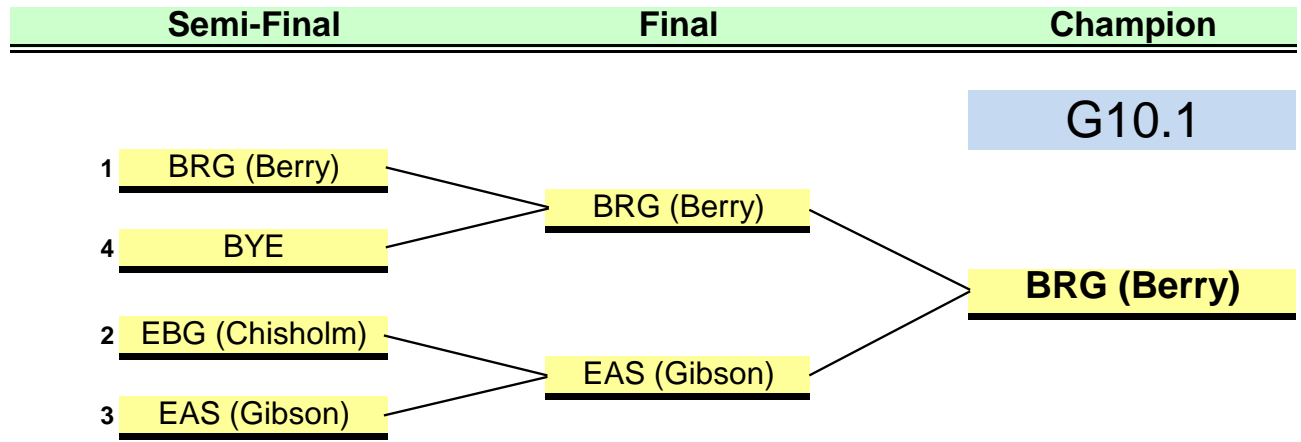 Semi-Final Final Champion
G10.1
1 BRG (Berry)
BRG (Berry)
4 BYE
BRG (Berry)
2 EBG (Chisholm)
EAS (Gibson)
3 EAS (Gibson)